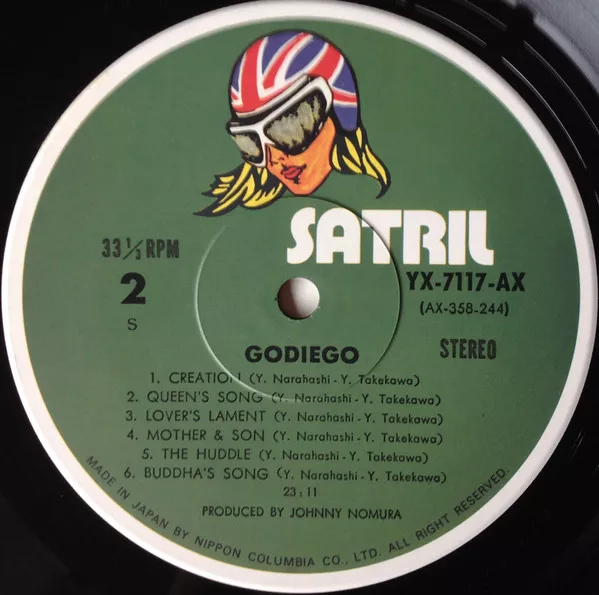 SATRIL
33 1/3 RPM
2
S
YX-7117-AX
(AX-358-244)
STEREO
GODIEGO
1. CREATION (Y. Narahashi - Y. Takekawa)
2. QUEEN'S SONG (Y. Narahashi - Y. Takekawa)
3. LOVER'S LAMENT (Y. Narahashi - Y. Takekawa)
4. MOTHER & SON (Y. Narahashi - Y. Takekawa)
5. THE HUDDLE (Y. Narahashi - Y. Takekawa)
6. BUDDHA'S SONG (Y. Narahashi - Y. Takekawa)
23:11
PRODUCED BY JOHNNY NOMURA
MADE IN JAPAN BY NIPPON COLUMBIA CO., LTD. ALL RIGHT RESERVED.